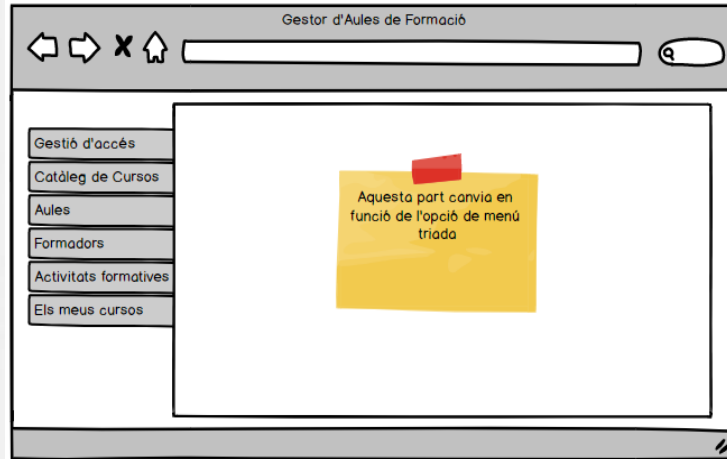 Gestor d'Aules de Formació
Gestió d'accés
Catàleg de Cursos
Aules
Formadors
Activitats formatives
Els meus cursos
Aquesta part canvia en
funció de l'opció de menú
triada